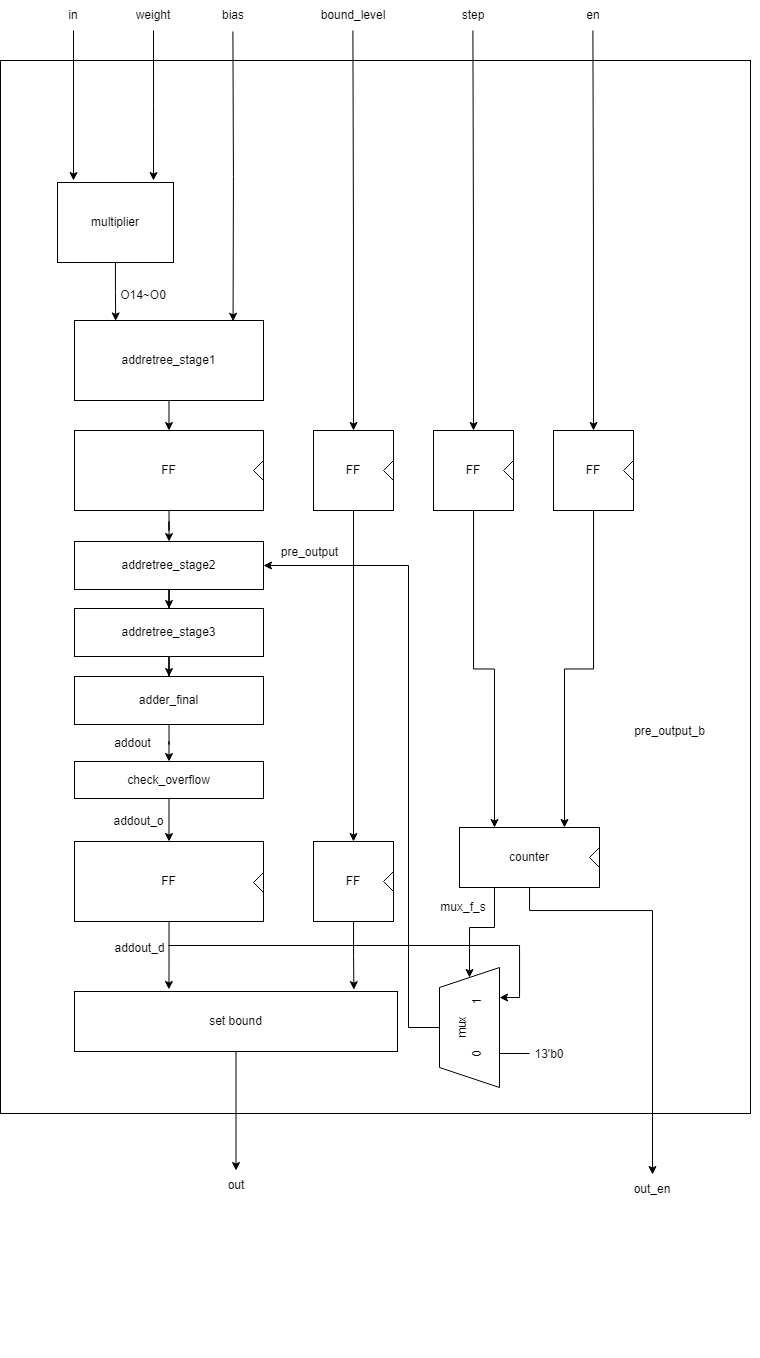 in
weight
bias
bound_level
step
en
multiplier
O14~O0
addretree_stage1
FF
FF
FF
FF
addretree_stage2
pre_output
addretree_stage3
adder_final
addout
pre_output_b
check_overflow
addout_o
counter
FF
FF
mux_f_s
addout_d
1
mux
0
13'b0
set bound
out
out_en